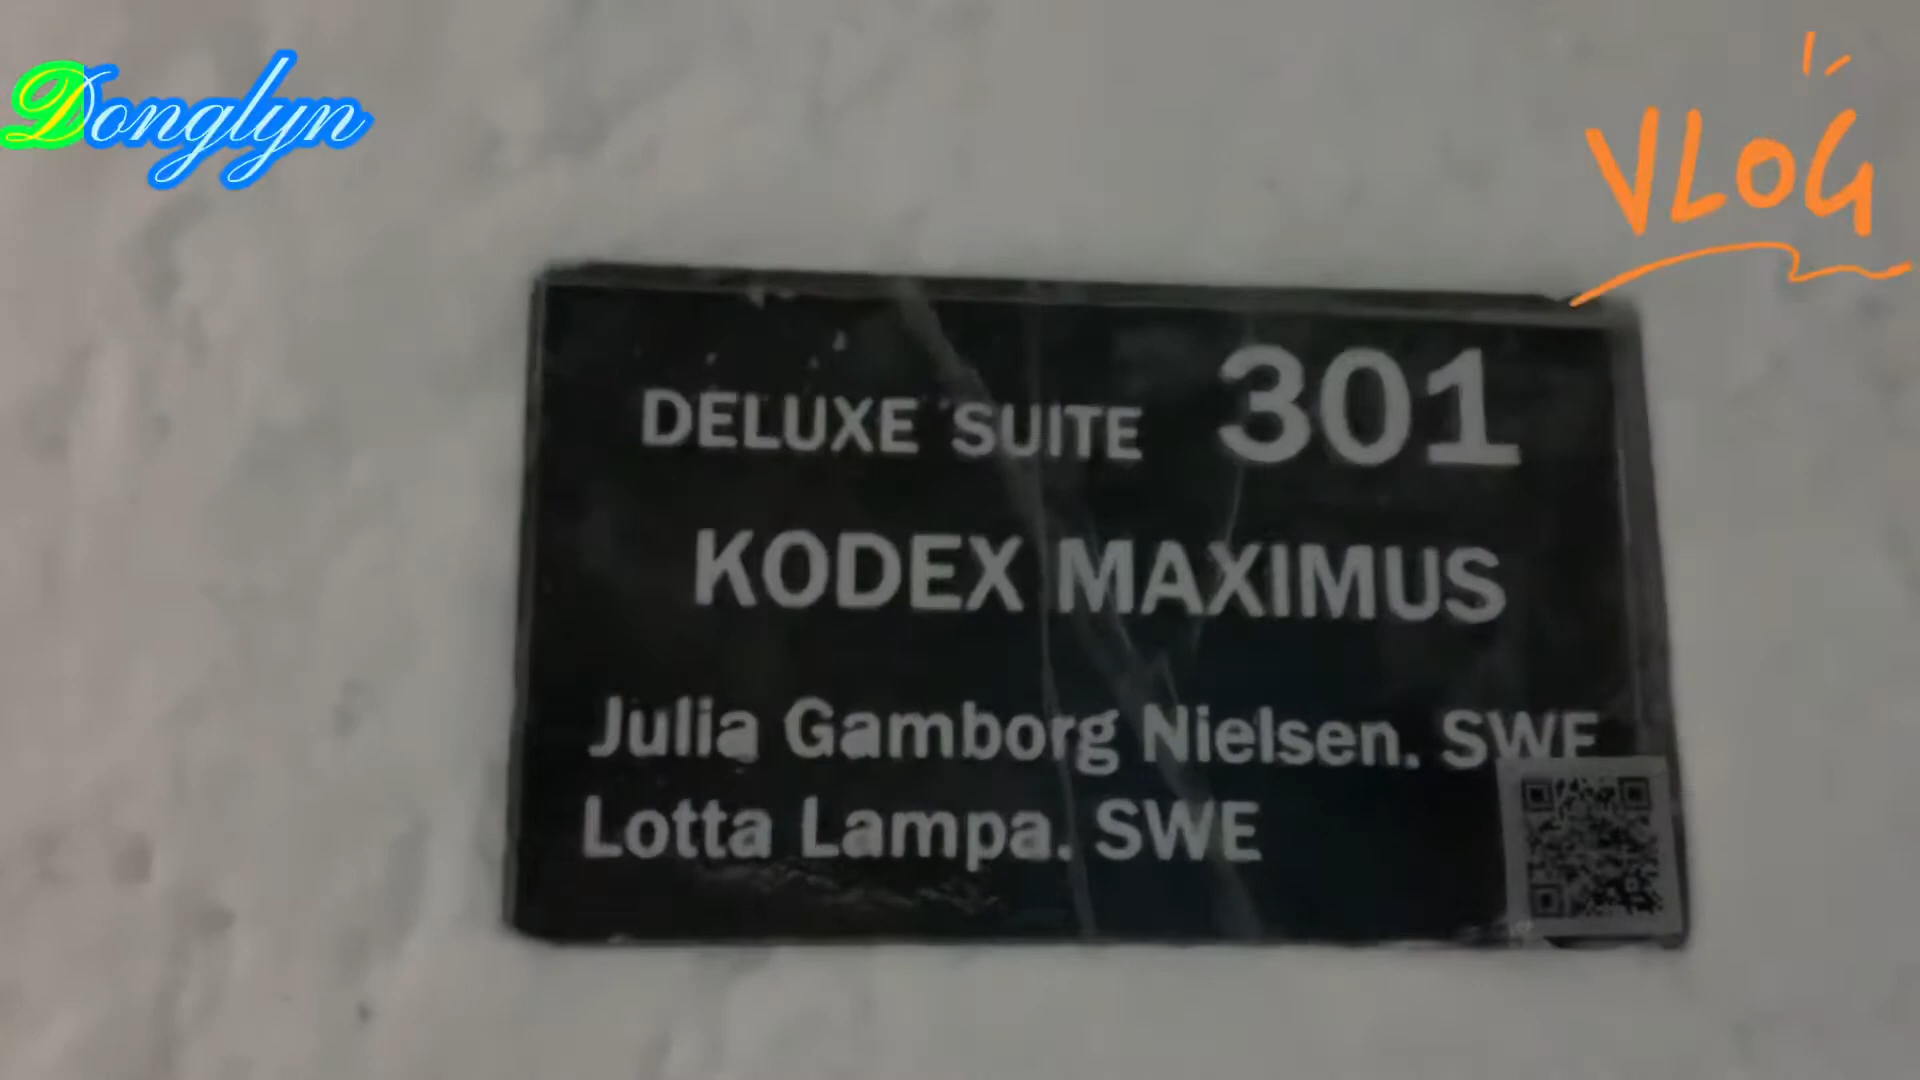 Donglyn
VLOG
DELUXE SUITE 301
KODEX MAXIMUS
Julia Gamborg Nielsen. SWE
Lotta Lampa. SWE